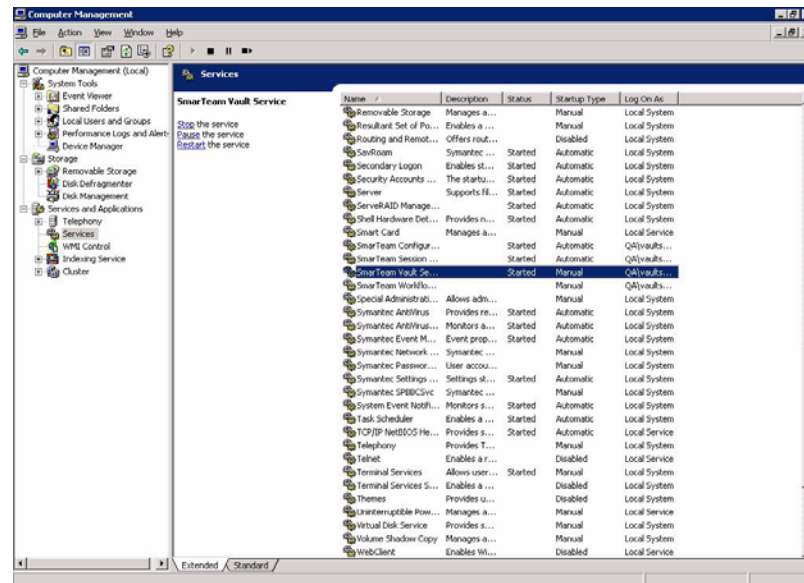 Computer Management
File Action View Window Help
Computer Management (Local)
System Tools
Event Viewer
Shared Folders
Local Users and Groups
Performance Logs and Alerts
Device Manager
Storage
Removable Storage
Disk Defragmenter
Disk Management
Services and Applications
Telephony
Services
WMI Control
Indexing Service
Cluster
Services
SmarTeam Vault Service
Stop the service
Pause the service
Restart the service
Name Description Status Startup Type Log On As
Removable Storage Manages a... Manual Local System
Resultant Set of Po... Enables a ... Manual Local System
Routing and Remot... Offers rout... Disabled Local System
SavRoam Symantec ... Started Automatic Local System
Secondary Logon Enables st... Started Automatic Local System
Security Accounts ... The startu... Started Automatic Local System
Server Supports fil... Started Automatic Local System
ServeRAID Manage... Started Automatic Local System
Shell Hardware Det... Provides n... Started Automatic Local System
Smart Card Manages a... Manual Local Service
SmarTeam Configur... Started Automatic QA\vaults...
SmarTeam Session ... Started Automatic QA\vaults...
SmarTeam Vault Se... Started Manual QA\vaults...
SmarTeam Workflo... Manual QA\vaults...
Special Administrati... Allows adm... Manual Local System
Symantec AntiVirus Provides re... Started Automatic Local System
Symantec AntiVirus... Monitors a... Started Automatic Local System
Symantec Event M... Event prop... Started Automatic Local System
Symantec Network ... Symantec ... Manual Local System
Symantec Passwor... User accou... Manual Local System
Symantec Settings ... Settings st... Started Automatic Local System
Symantec SPBBCSvc Symantec ... Manual Local System
System Event Notifi... Monitors s... Started Automatic Local System
Task Scheduler Enables a ... Started Automatic Local System
TCP/IP NetBIOS He... Provides s... Started Automatic Local Service
Telephony Provides T... Manual Local System
Telnet Enables a r... Disabled Local Service
Terminal Services Allows user... Started Manual Local System
Terminal Services S... Enables a ... Disabled Local System
Themes Provides u... Disabled Local System
Uninterruptible Pow... Manages a... Manual Local Service
Virtual Disk Service Provides s... Manual Local System
Volume Shadow Copy Manages a... Manual Local System
WebClient Enables Wi... Disabled Local Service
Extended Standard